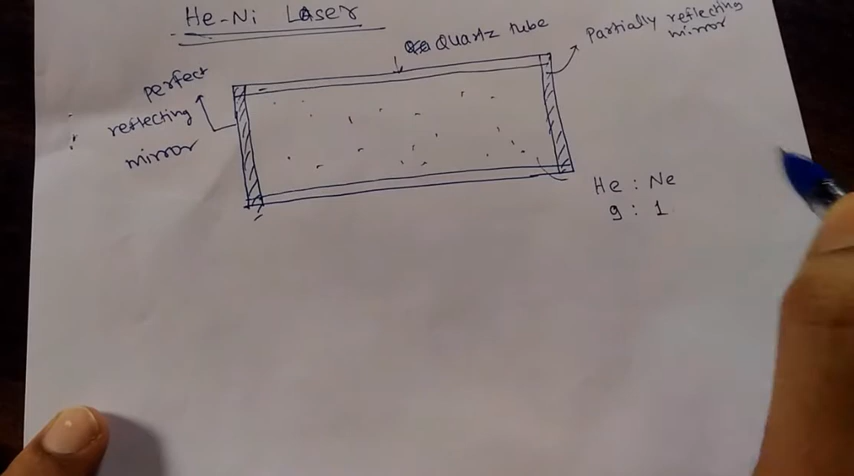 He-Ni Laser
Quartz tube
Partially reflecting
mirror
perfect
reflecting
mirror
He : Ne
9 : 1